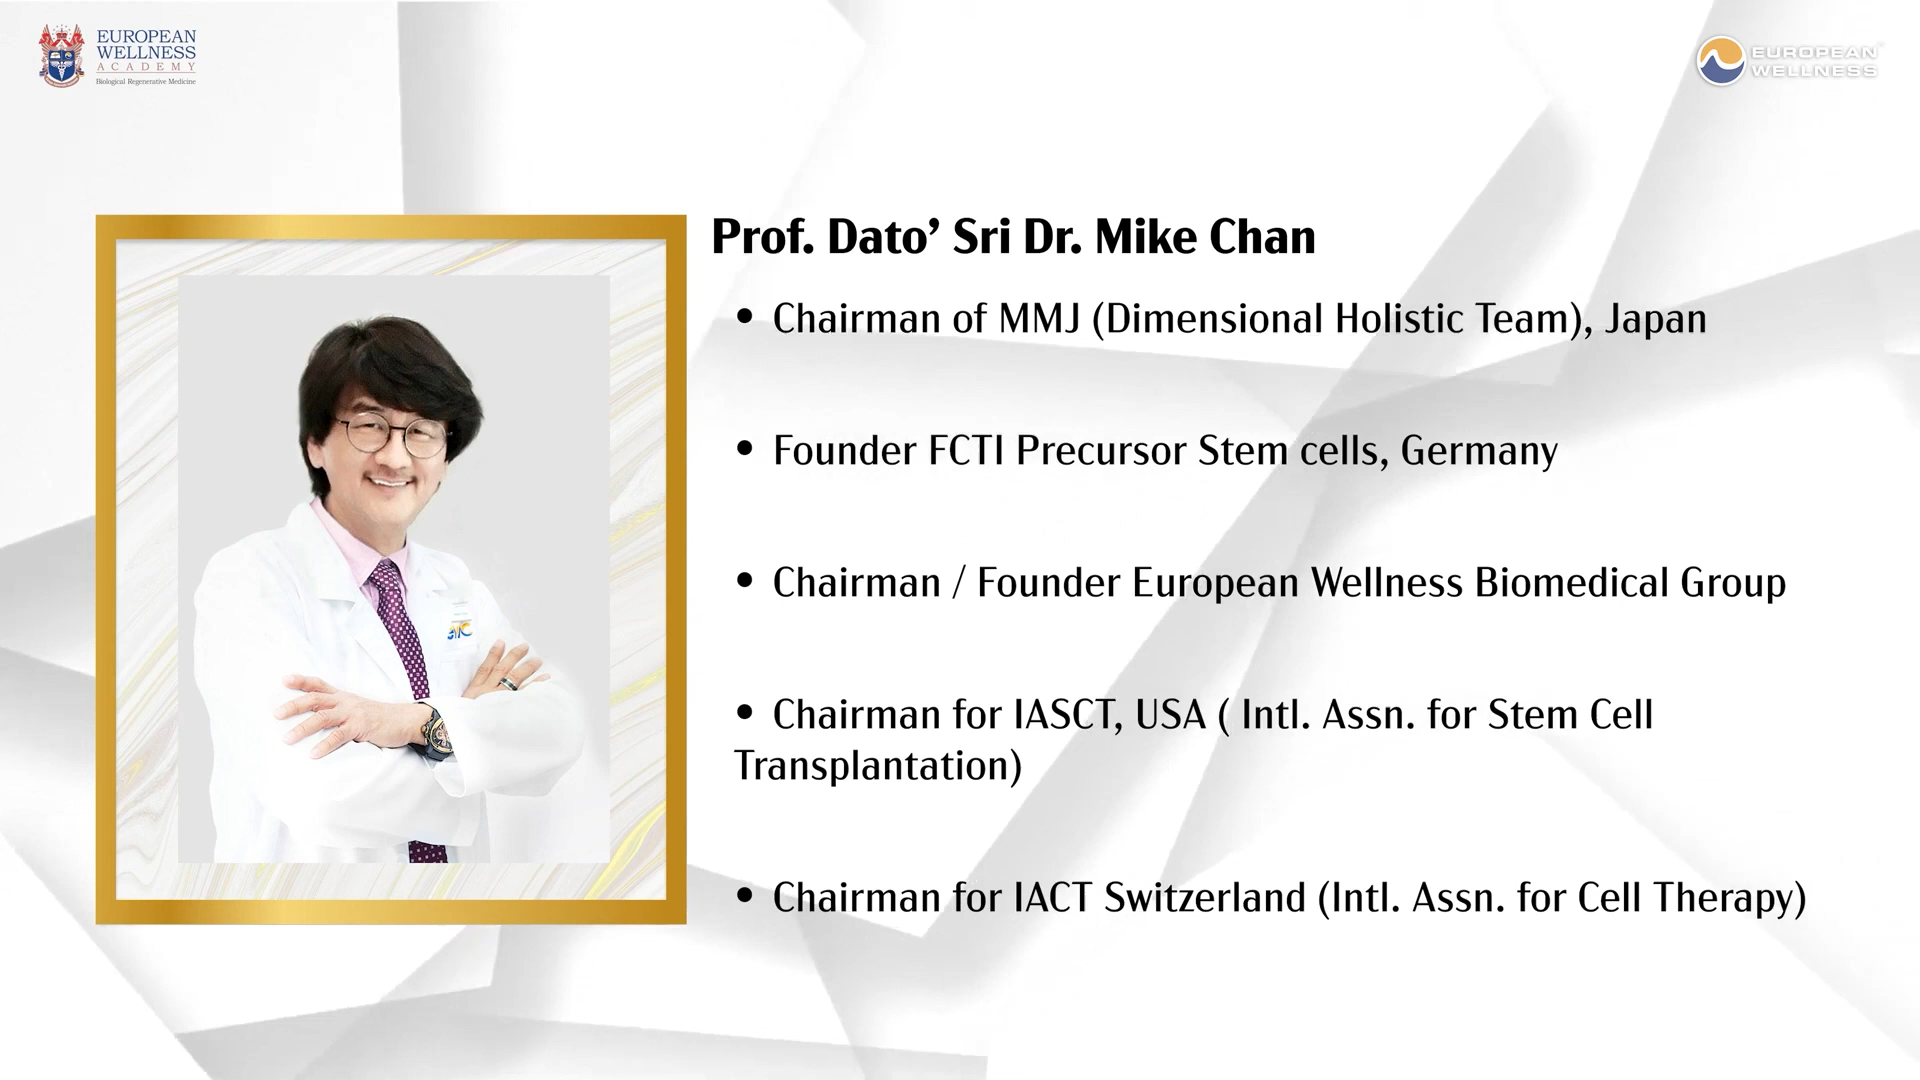 EUROPEAN
WELLNESS
ACADEMY
Biological Regenerative Medicine
EUROPEAN
WELLNESS
Prof. Dato’ Sri Dr. Mike Chan
• Chairman of MMJ (Dimensional Holistic Team), Japan
• Founder FCTI Precursor Stem cells, Germany
• Chairman / Founder European Wellness Biomedical Group
• Chairman for IASCT, USA ( Intl. Assn. for Stem Cell
Transplantation)
• Chairman for IACT Switzerland (Intl. Assn. for Cell Therapy)